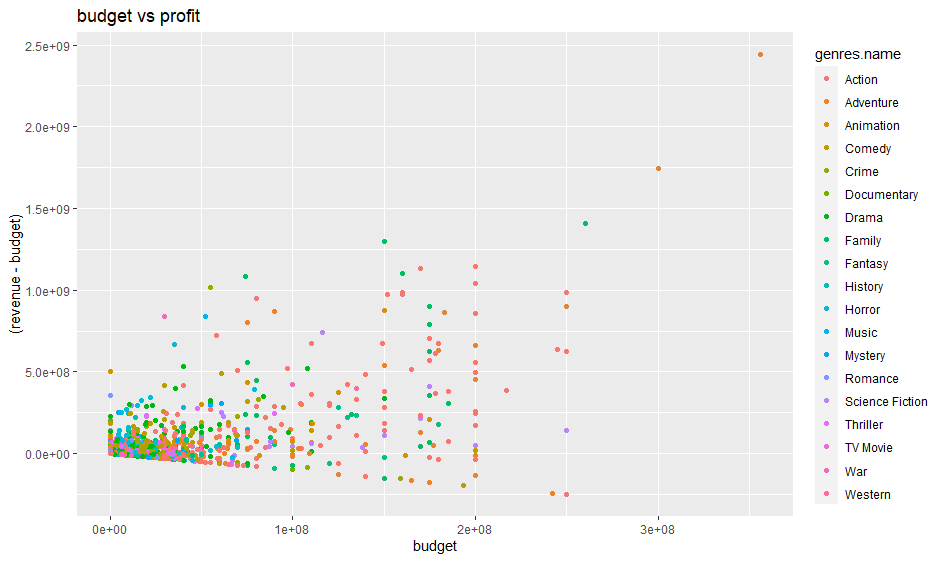 budget vs profit
2.5e+09
2.0e+09
1.5e+09
1.0e+09
5.0e+08
0.0e+00
(revenue - budget)
0e+00 1e+08 2e+08 3e+08
budget
genres.name
Action
Adventure
Animation
Comedy
Crime
Documentary
Drama
Family
Fantasy
History
Horror
Music
Mystery
Romance
Science Fiction
Thriller
TV Movie
War
Western